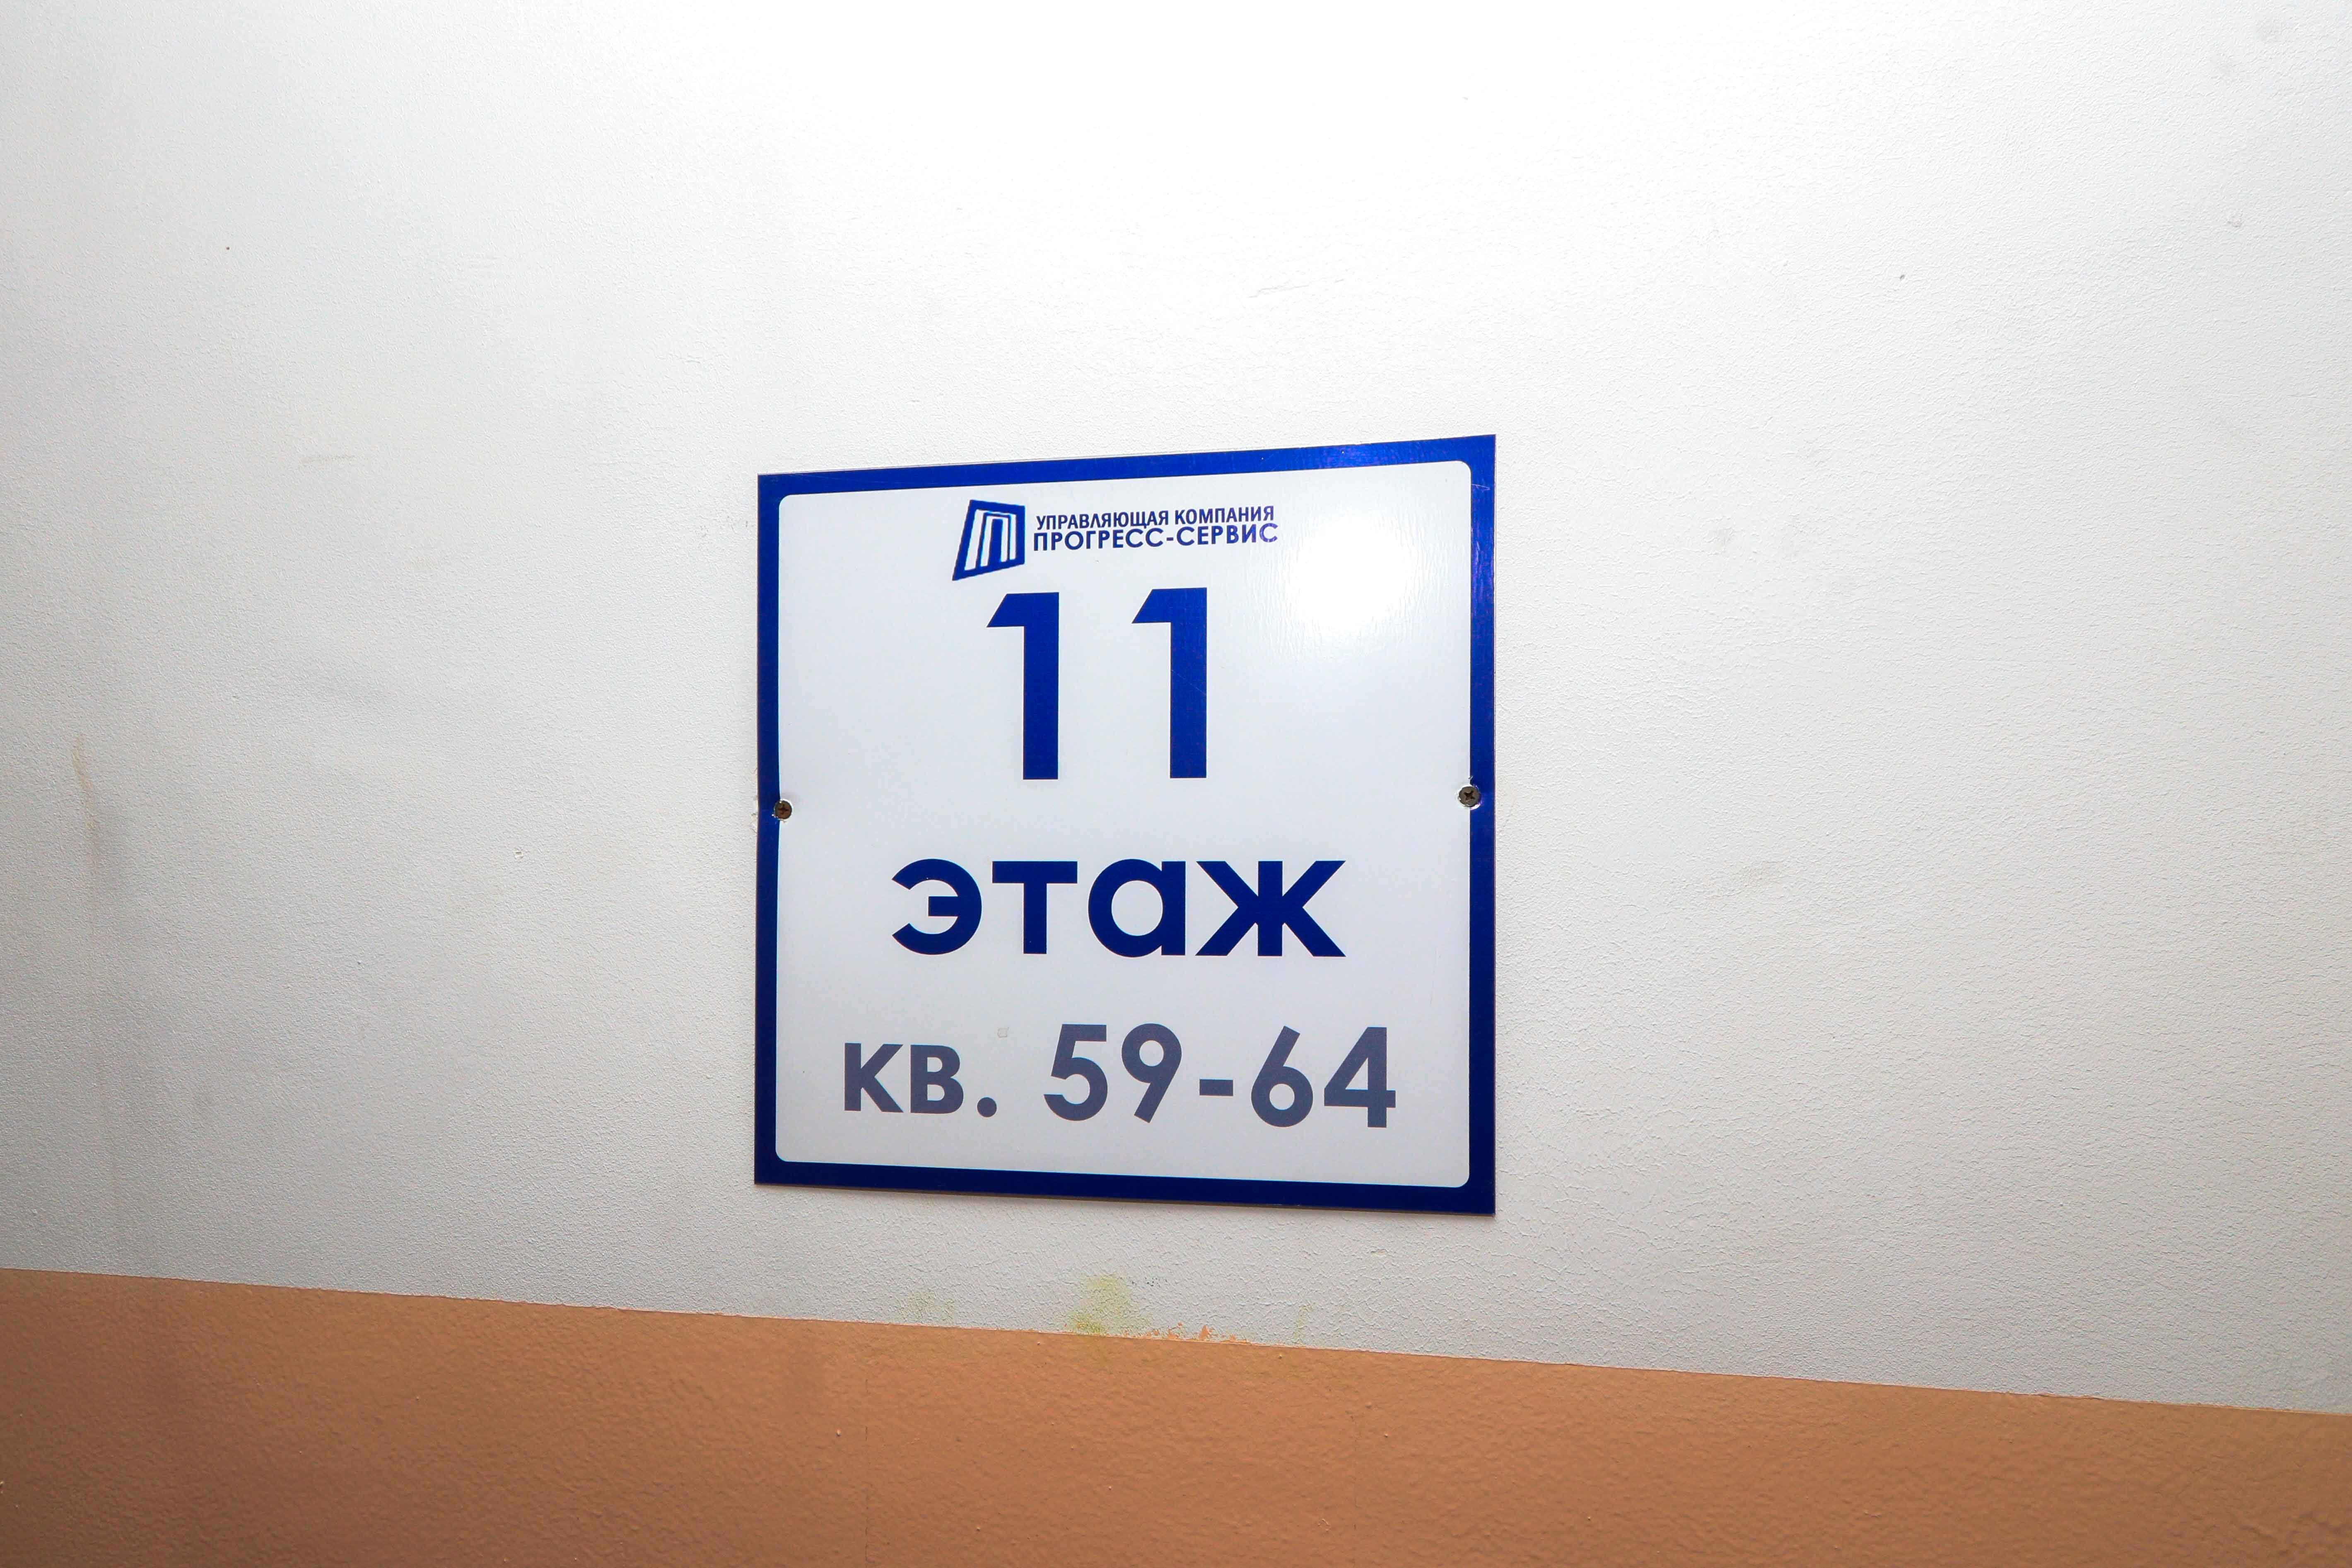 УПРАВЛЯЮЩАЯ КОМПАНИЯ
ПРОГРЕСС-СЕРВИС
11
этаж
кв. 59-64